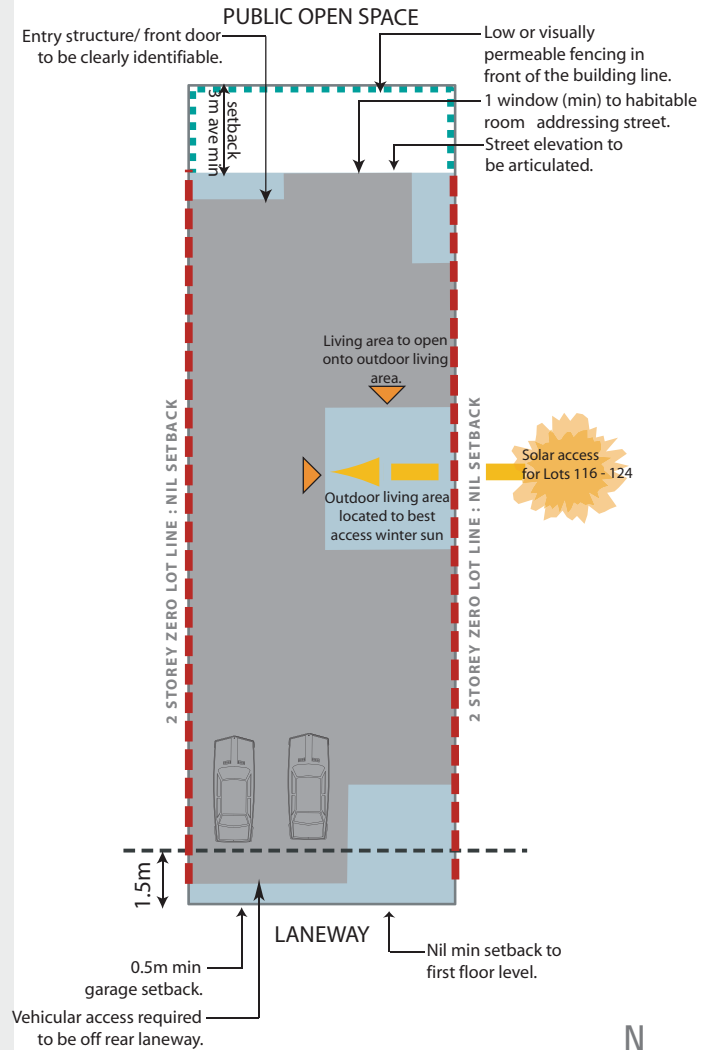 PUBLIC OPEN SPACE
Entry structure/ front door
to be clearly identifiable.
Low or visually
permeable fencing in
front of the building line.
1 window (min) to habitable
room addressing street.
Street elevation to
be articulated.
setback
3m ave min
Living area to open
onto outdoor living
area.
2 STOREY ZERO LOT LINE : NIL SETBACK
2 STOREY ZERO LOT LINE : NIL SETBACK
Solar access
for Lots 116 - 124
Outdoor living area
located to best
access winter sun
1.5m
LANEWAY
0.5m min
garage setback.
Nil min setback to
first floor level.
Vehicular access required
to be off rear laneway.
N